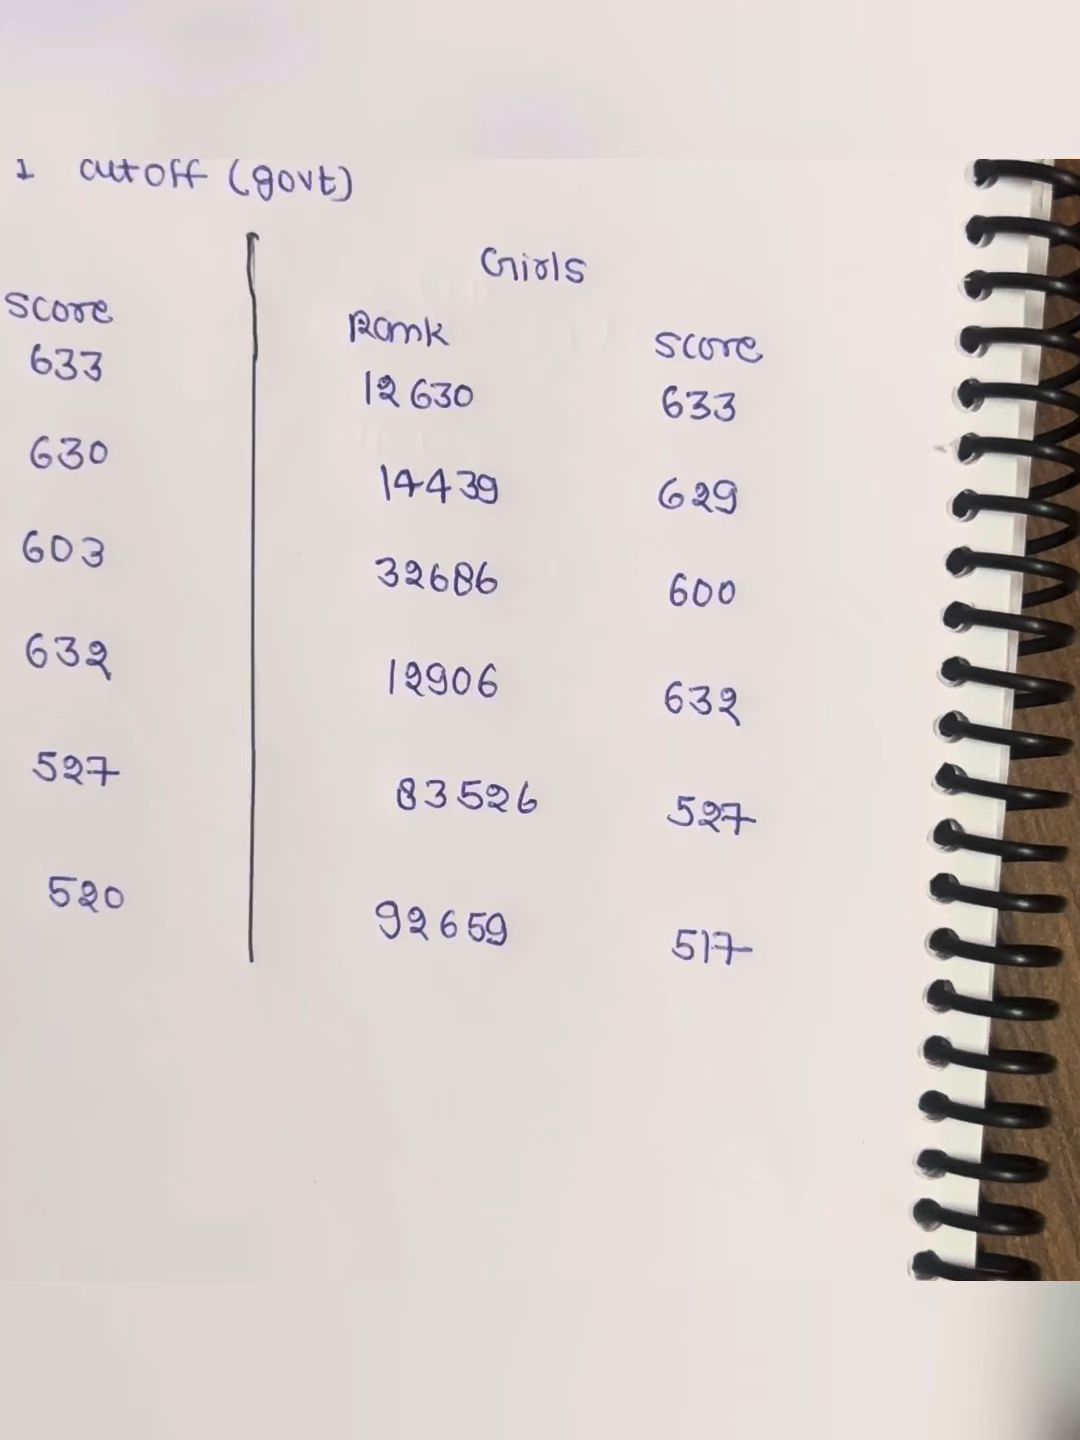 1 cutoff (govt)
Girls
Score Rank Score
633 12630 633
630 14439 629
603 32686 600
632 12906 632
527 83526 527
520 92659 517